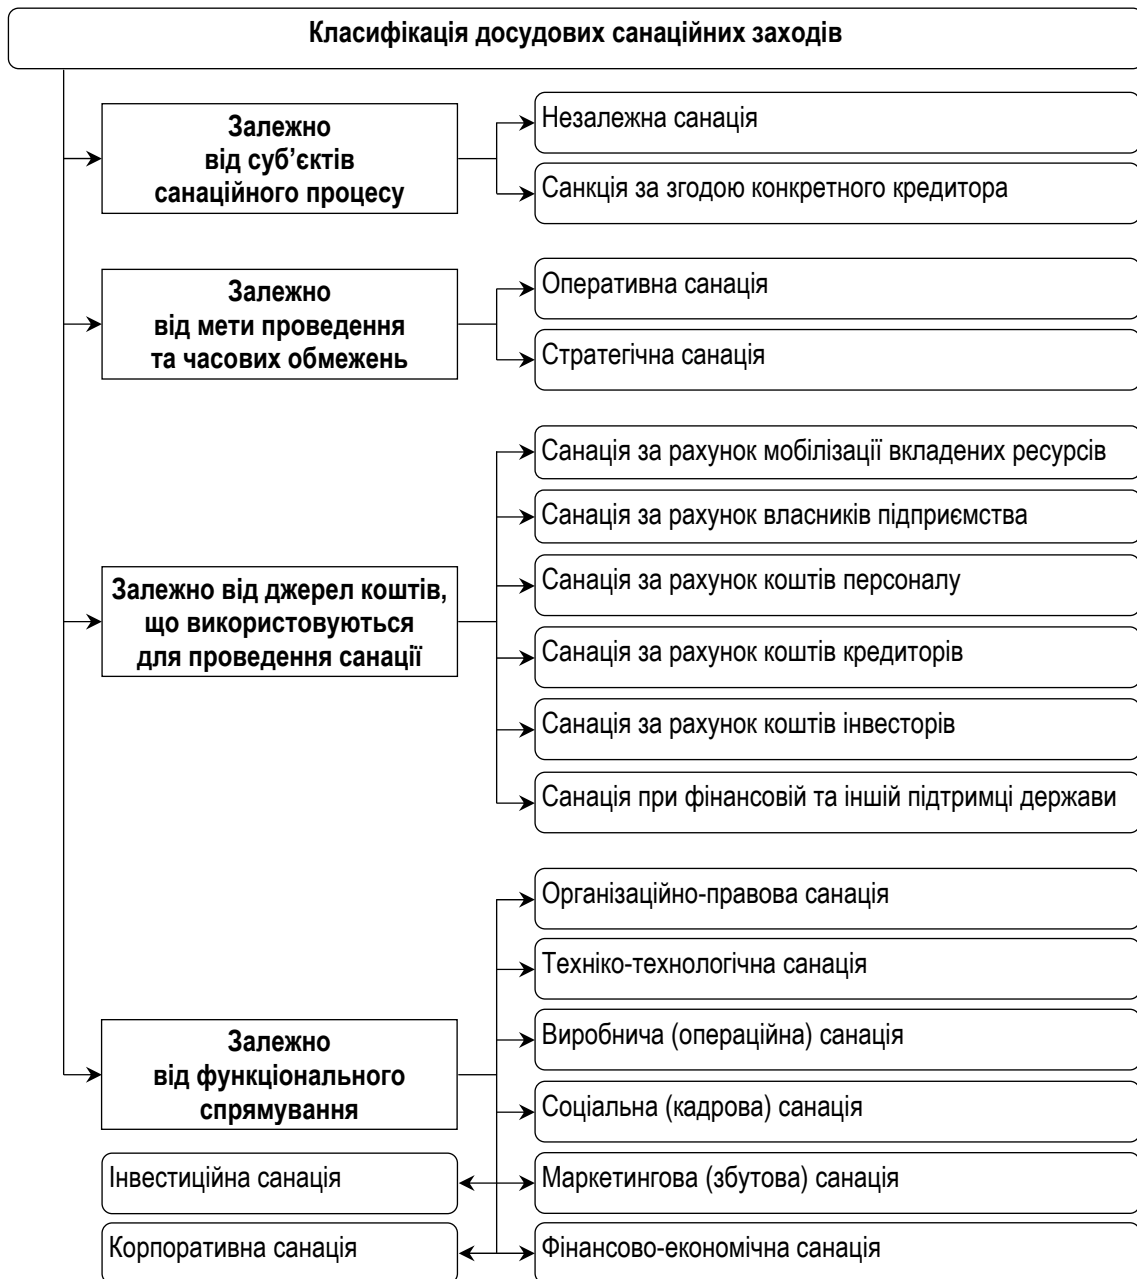 Класифікація досудових санаційних заходів
Залежно
від суб’єктів
санаційного процесу
Незалежна санація
Санкція за згодою конкретного кредитора
Залежно
від мети проведення
та часових обмежень
Оперативна санація
Стратегічна санація
Залежно від джерел коштів,
що використовуються
для проведення санації
Санація за рахунок мобілізації вкладених ресурсів
Санація за рахунок власників підприємства
Санація за рахунок коштів персоналу
Санація за рахунок коштів кредиторів
Санація за рахунок коштів інвесторів
Санація при фінансовій та іншій підтримці держави
Залежно
від функціонального
спрямування
Організаційно-правова санація
Техніко-технологічна санація
Виробнича (операційна) санація
Соціальна (кадрова) санація
Маркетингова (збутова) санація
Фінансово-економічна санація
Інвестиційна санація
Корпоративна санація